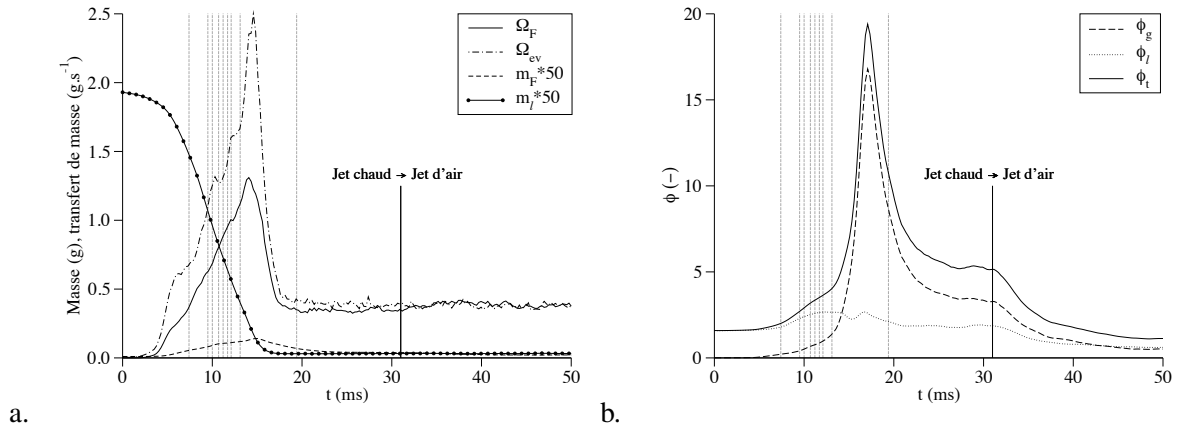 2.5
2.0
1.5
1.0
0.5
0.0
0
10
20
30
40
50
Masse (g), transfert de masse (g.s⁻¹)
t (ms)
Ω_F
Ω_ev
m_F*50
m_l*50
Jet chaud → Jet d'air
a.
20
15
10
5
0
0
10
20
30
40
50
ϕ (−)
t (ms)
ϕ_g
ϕ_l
ϕ_t
Jet chaud → Jet d'air
b.